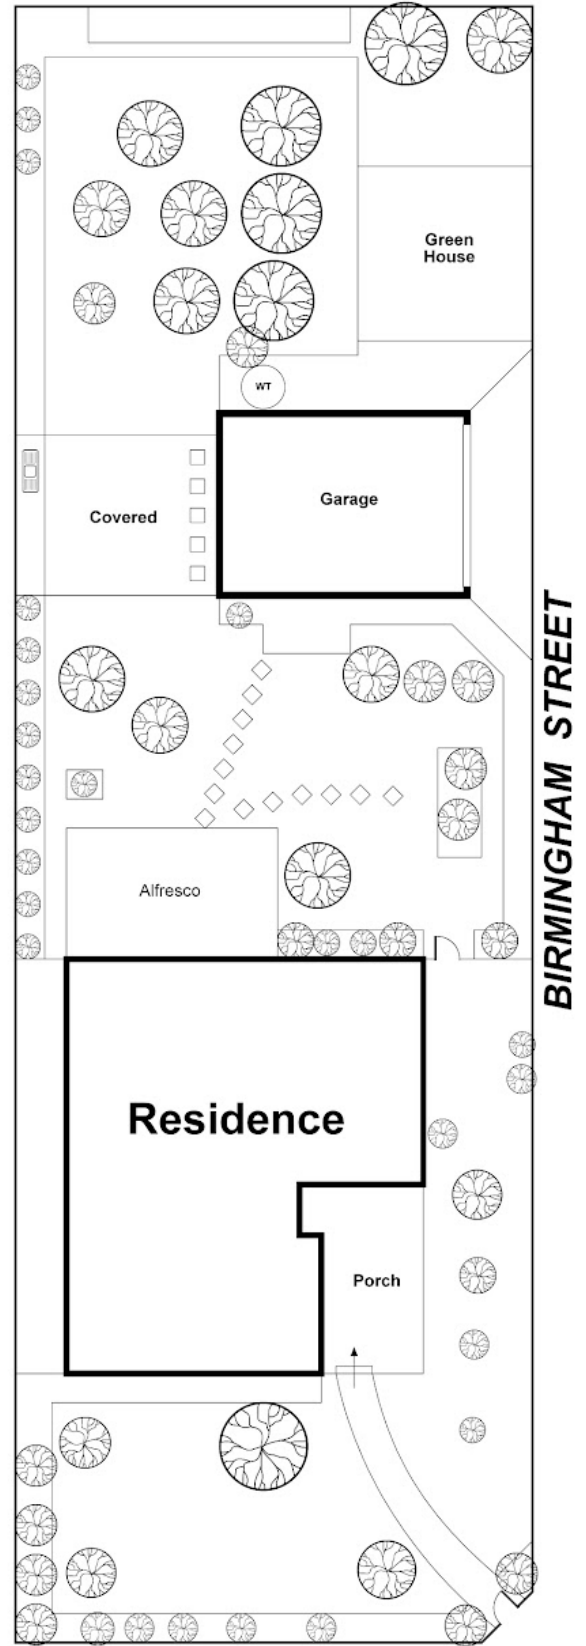 Green
House
WT
Garage
Covered
BIRMINGHAM STREET
Alfresco
Residence
Porch